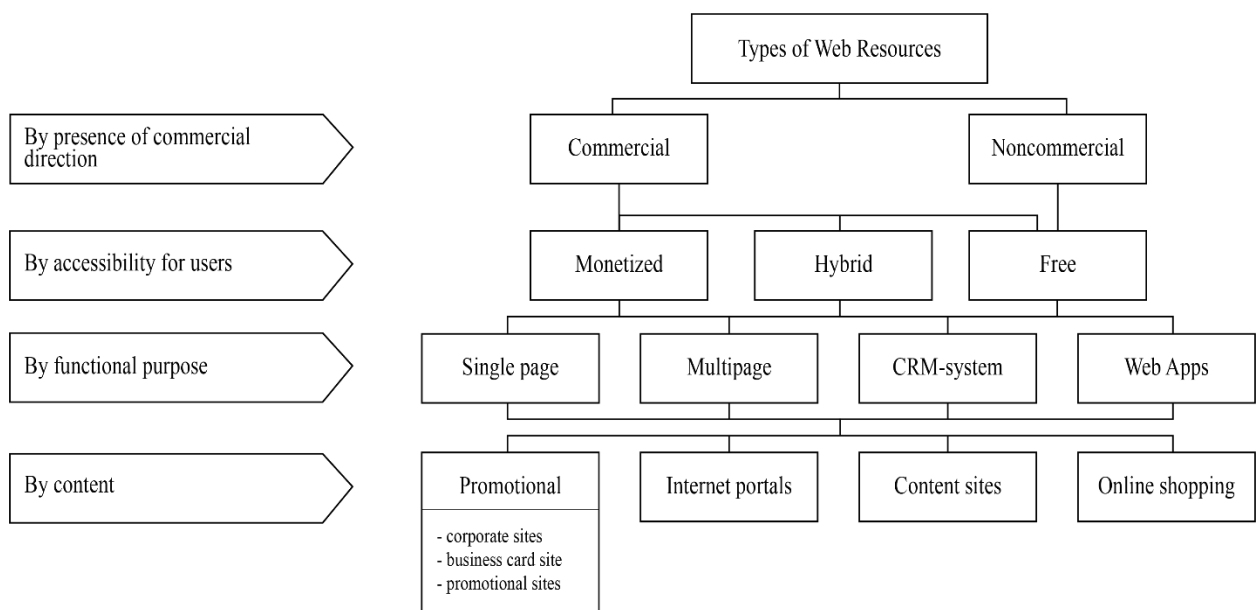 Types of Web Resources
By presence of commercial
direction
Commercial
Noncommercial
By accessibility for users
Monetized
Hybrid
Free
By functional purpose
Single page
Multipage
CRM-system
Web Apps
By content
Promotional
Internet portals
Content sites
Online shopping
- corporate sites
- business card site
- promotional sites